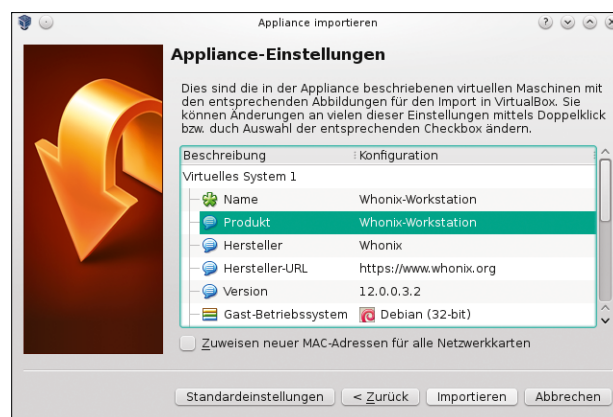 Appliance importieren
Appliance-Einstellungen
Dies sind die in der Appliance beschriebenen virtuellen Maschinen mit
den entsprechenden Abbildungen für den Import in VirtualBox. Sie
können Änderungen an vielen dieser Einstellungen mittels Doppelklick
bzw. duch Auswahl der entsprechenden Checkbox ändern.
Beschreibung Konfiguration
Virtuelles System 1
Name Whonix-Workstation
Produkt Whonix-Workstation
Hersteller Whonix
Hersteller-URL https://www.whonix.org
Version 12.0.0.3.2
Gast-Betriebssystem Debian (32-bit)
Zuweisen neuer MAC-Adressen für alle Netzwerkkarten
Standardeinstellungen < Zurück Importieren Abbrechen